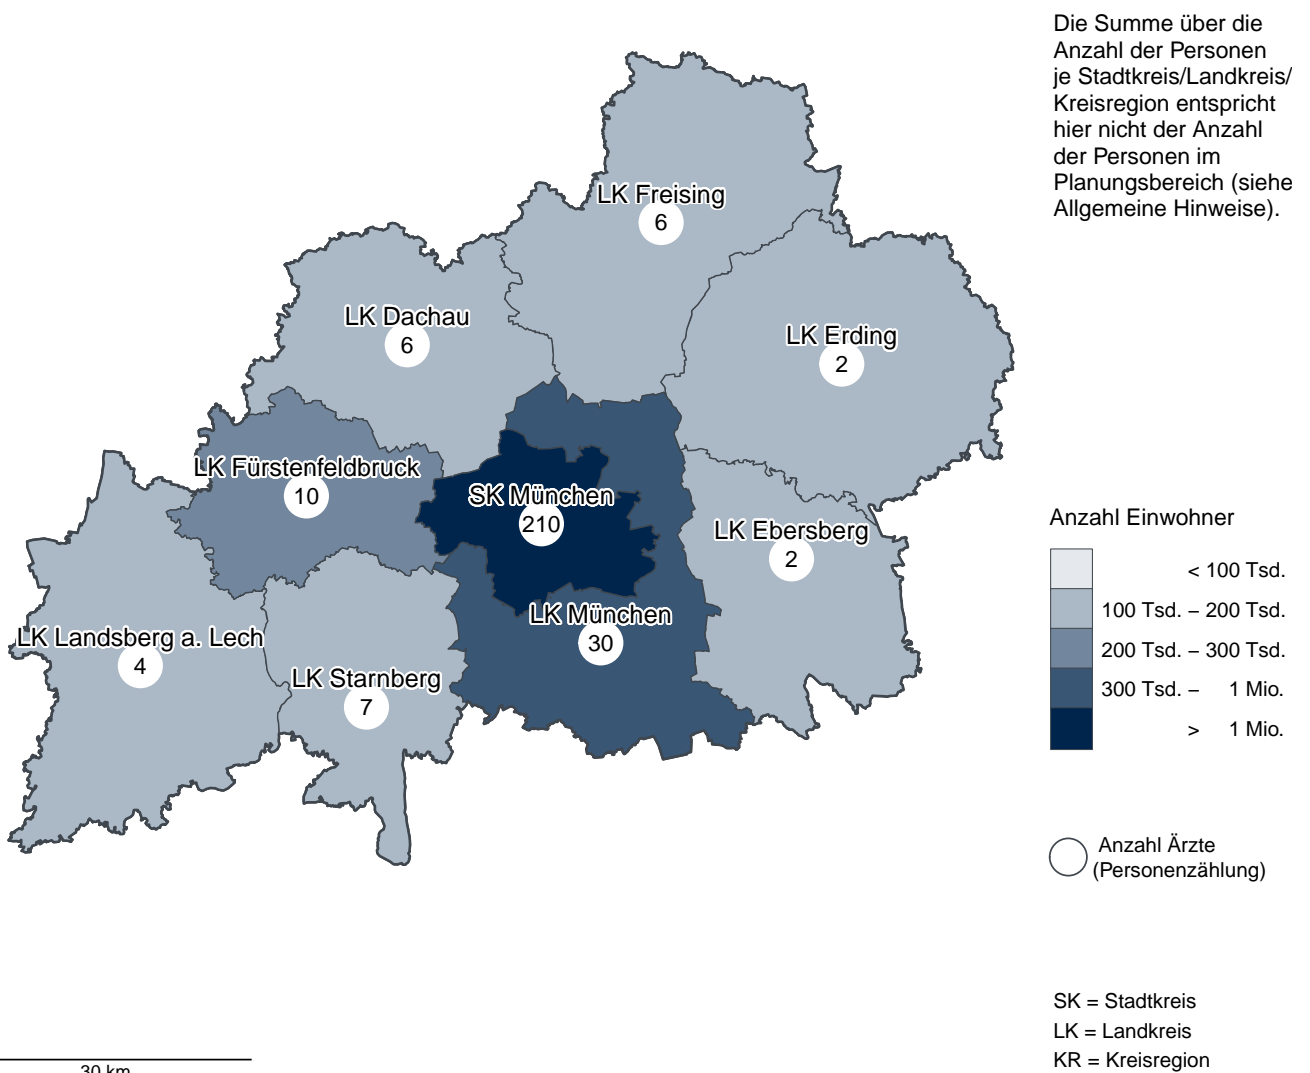 Die Summe über die
Anzahl der Personen
je Stadtkreis/Landkreis/
Kreisregion entspricht
hier nicht der Anzahl
der Personen im
Planungsbereich (siehe
Allgemeine Hinweise).
LK Freising
6
LK Dachau
6
LK Erding
2
LK Fürstenfeldbruck
10
SK München
210
LK Ebersberg
2
LK München
30
LK Landsberg a. Lech
4
LK Starnberg
7
Anzahl Einwohner
< 100 Tsd.
100 Tsd. – 200 Tsd.
200 Tsd. – 300 Tsd.
300 Tsd. – 1 Mio.
> 1 Mio.
Anzahl Ärzte
(Personenzählung)
SK = Stadtkreis
LK = Landkreis
KR = Kreisregion
30 km